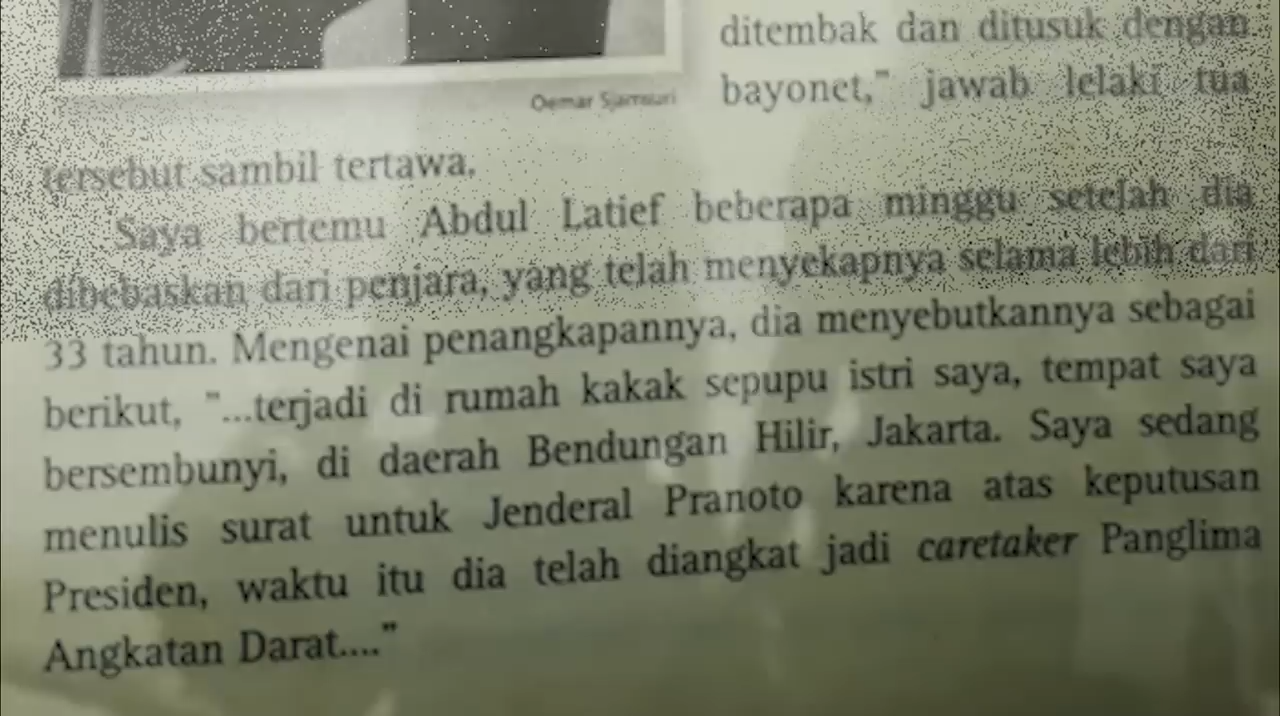 ditembak dan ditusuk dengan
bayonet," jawab lelaki tua
Oemar Sjamsuri
tersebut sambil tertawa.
Saya bertemu Abdul Latief beberapa minggu setelah dia
dibebaskan dari penjara, yang telah menyekapnya selama lebih dari
33 tahun. Mengenai penangkapannya, dia menyebutkannya sebagai
berikut, "...terjadi di rumah kakak sepupu istri saya, tempat saya
bersembunyi, di daerah Bendungan Hilir, Jakarta. Saya sedang
menulis surat untuk Jenderal Pranoto karena atas keputusan
Presiden, waktu itu dia telah diangkat jadi caretaker Panglima
Angkatan Darat...."